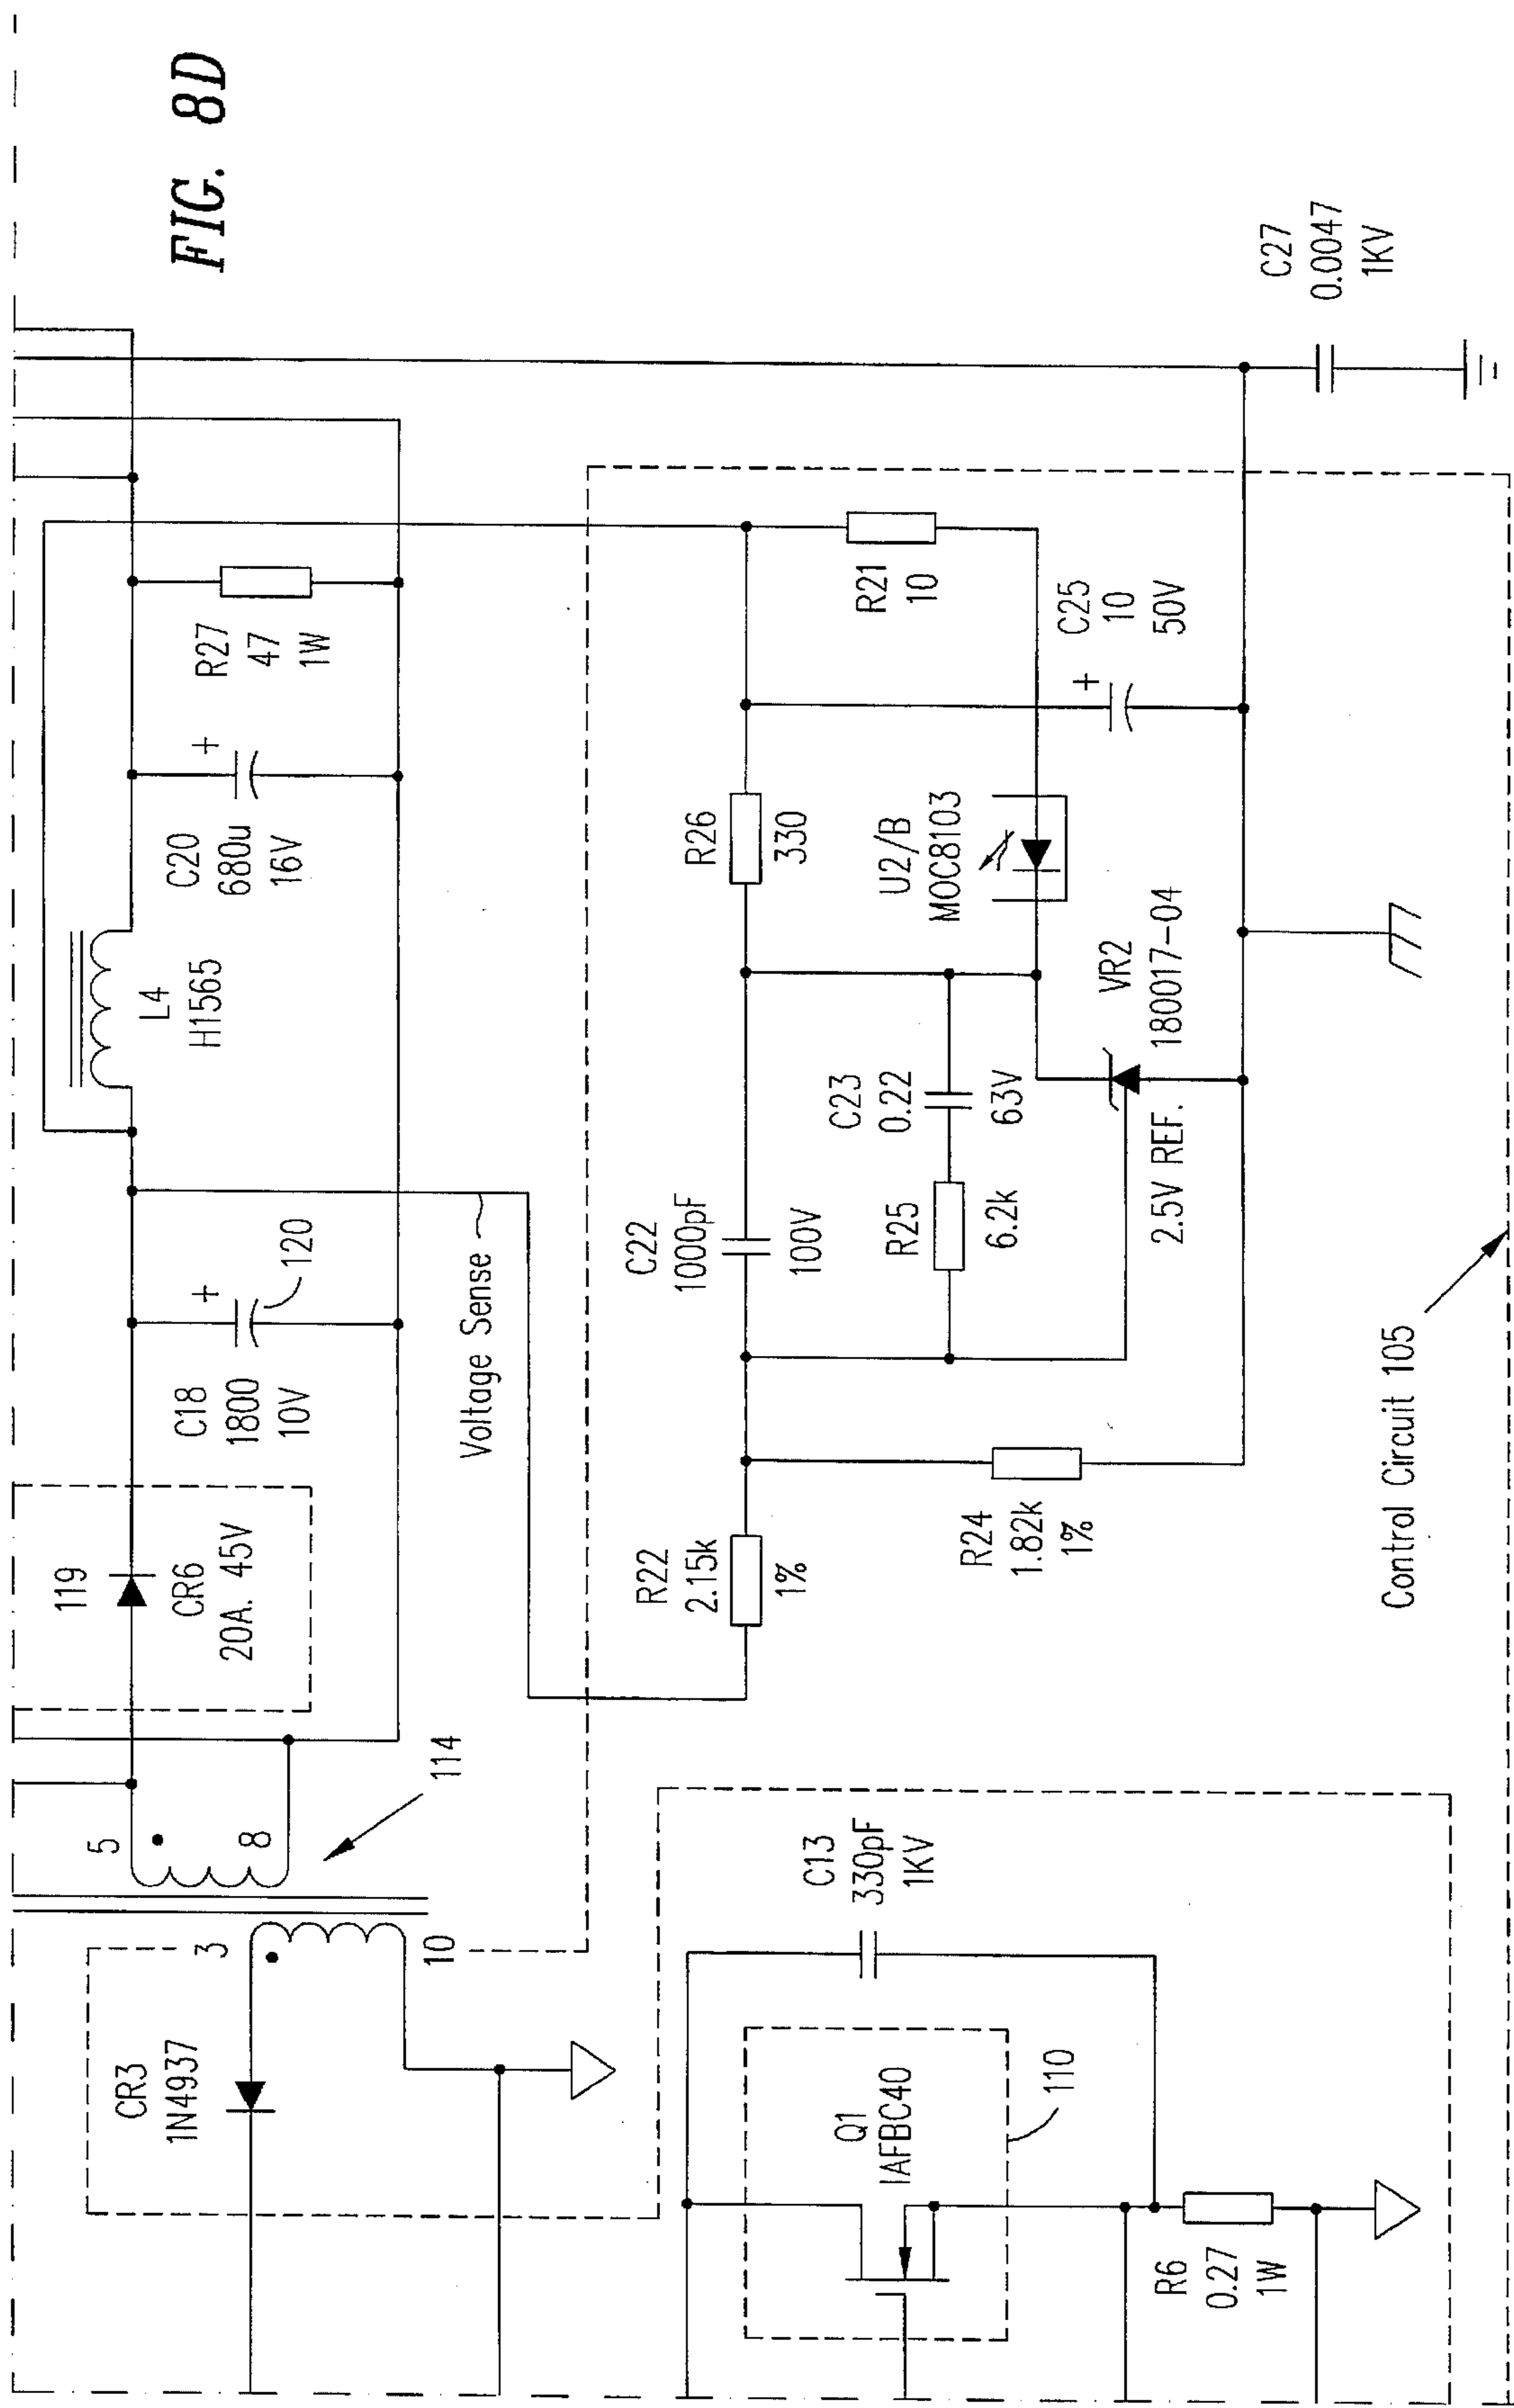 FIG. 8D
119
CR6
20A. 45V
C18
1800
10V
+
120
L4
H1565
C20
680u
16V
+
R27
47
1W
Voltage Sense
5
8
114
3
10
CR3
1N4937
R22
2.15k
1%
R24
1.82k
1%
C22
1000pF
100V
R25
6.2k
C23
0.22
63V
R26
330
U2/B
MOC8103
R21
10
C25
10
50V
+
VR2
180017-04
2.5V REF.
C27
0.0047
1KV
Control Circuit 105
C13
330pF
1KV
Q1
IAFBC40
110
R6
0.27
1W